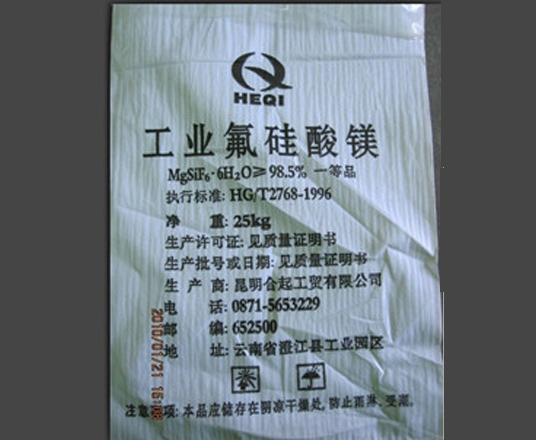 HEQI
工业氟硅酸镁
MgSiF₆·6H₂O≥98.5% 一等品
执行标准: HG/T2768-1996
净 重: 25kg
生产许可证: 见质量证明书
生产批号或日期: 见质量证明书
生 产 商: 昆明合起工贸有限公司
电 话: 0871-5653229
邮 编: 652500
地 址: 云南省澄江县工业园区
注意事项: 本品应储存在阴凉干燥处, 防止雨淋、受潮。